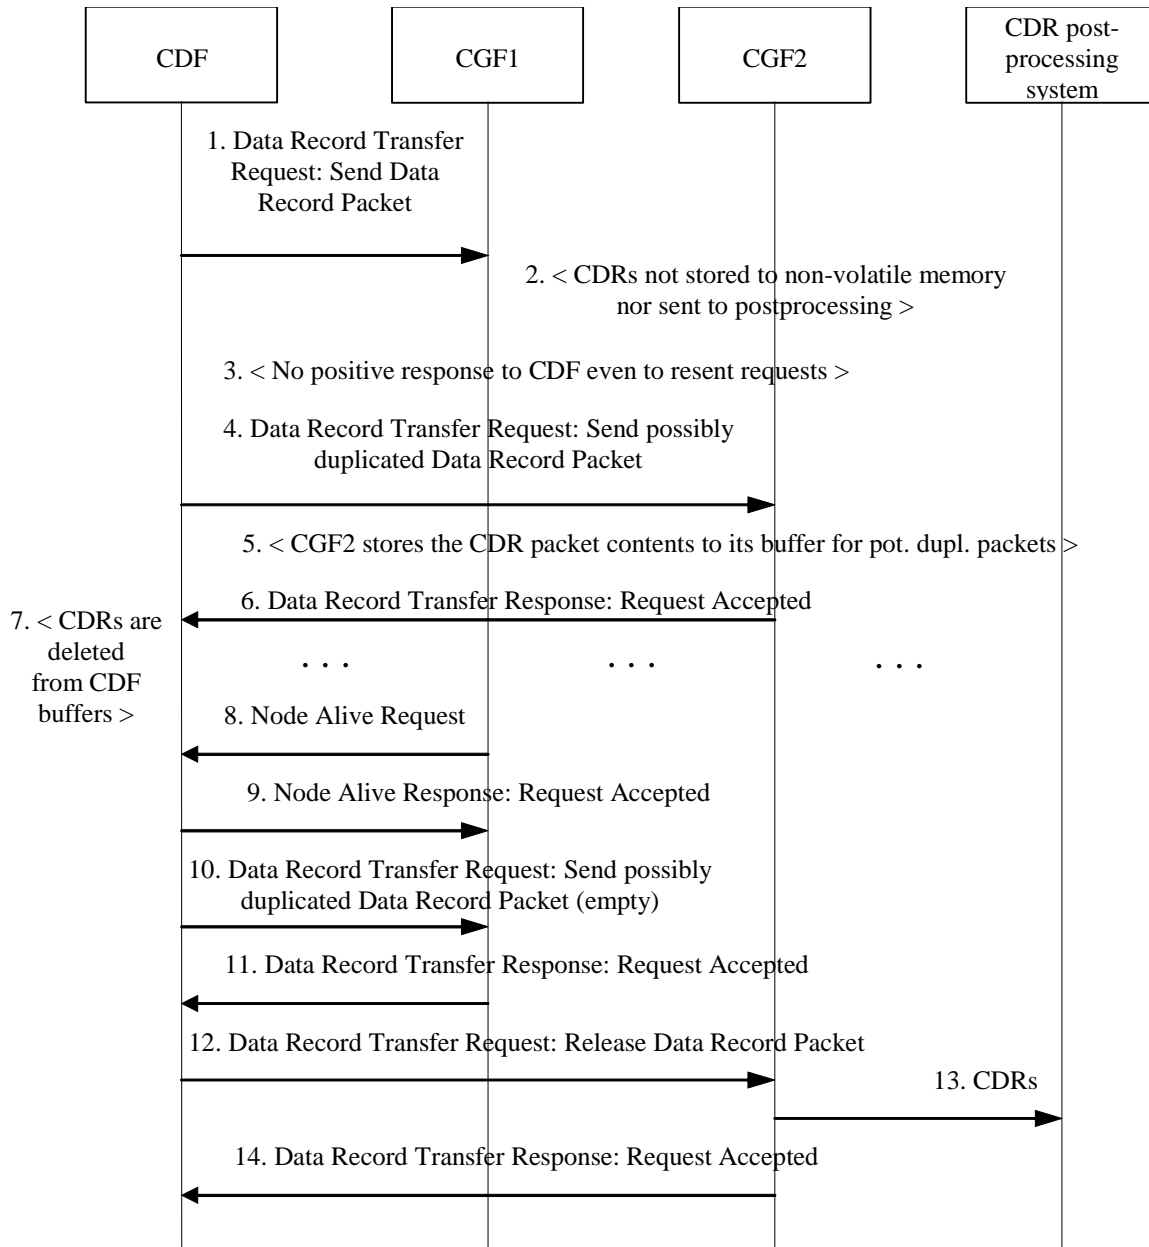 CDF
CGF1
CGF2
CDR post-
processing
system
1. Data Record Transfer
Request: Send Data
Record Packet
2. < CDRs not stored to non-volatile memory
nor sent to postprocessing >
3. < No positive response to CDF even to resent requests >
4. Data Record Transfer Request: Send possibly
duplicated Data Record Packet
5. < CGF2 stores the CDR packet contents to its buffer for pot. dupl. packets >
6. Data Record Transfer Response: Request Accepted
7. < CDRs are
deleted
from CDF
buffers >
. . .
. . .
. . .
8. Node Alive Request
9. Node Alive Response: Request Accepted
10. Data Record Transfer Request: Send possibly
duplicated Data Record Packet (empty)
11. Data Record Transfer Response: Request Accepted
12. Data Record Transfer Request: Release Data Record Packet
13. CDRs
14. Data Record Transfer Response: Request Accepted